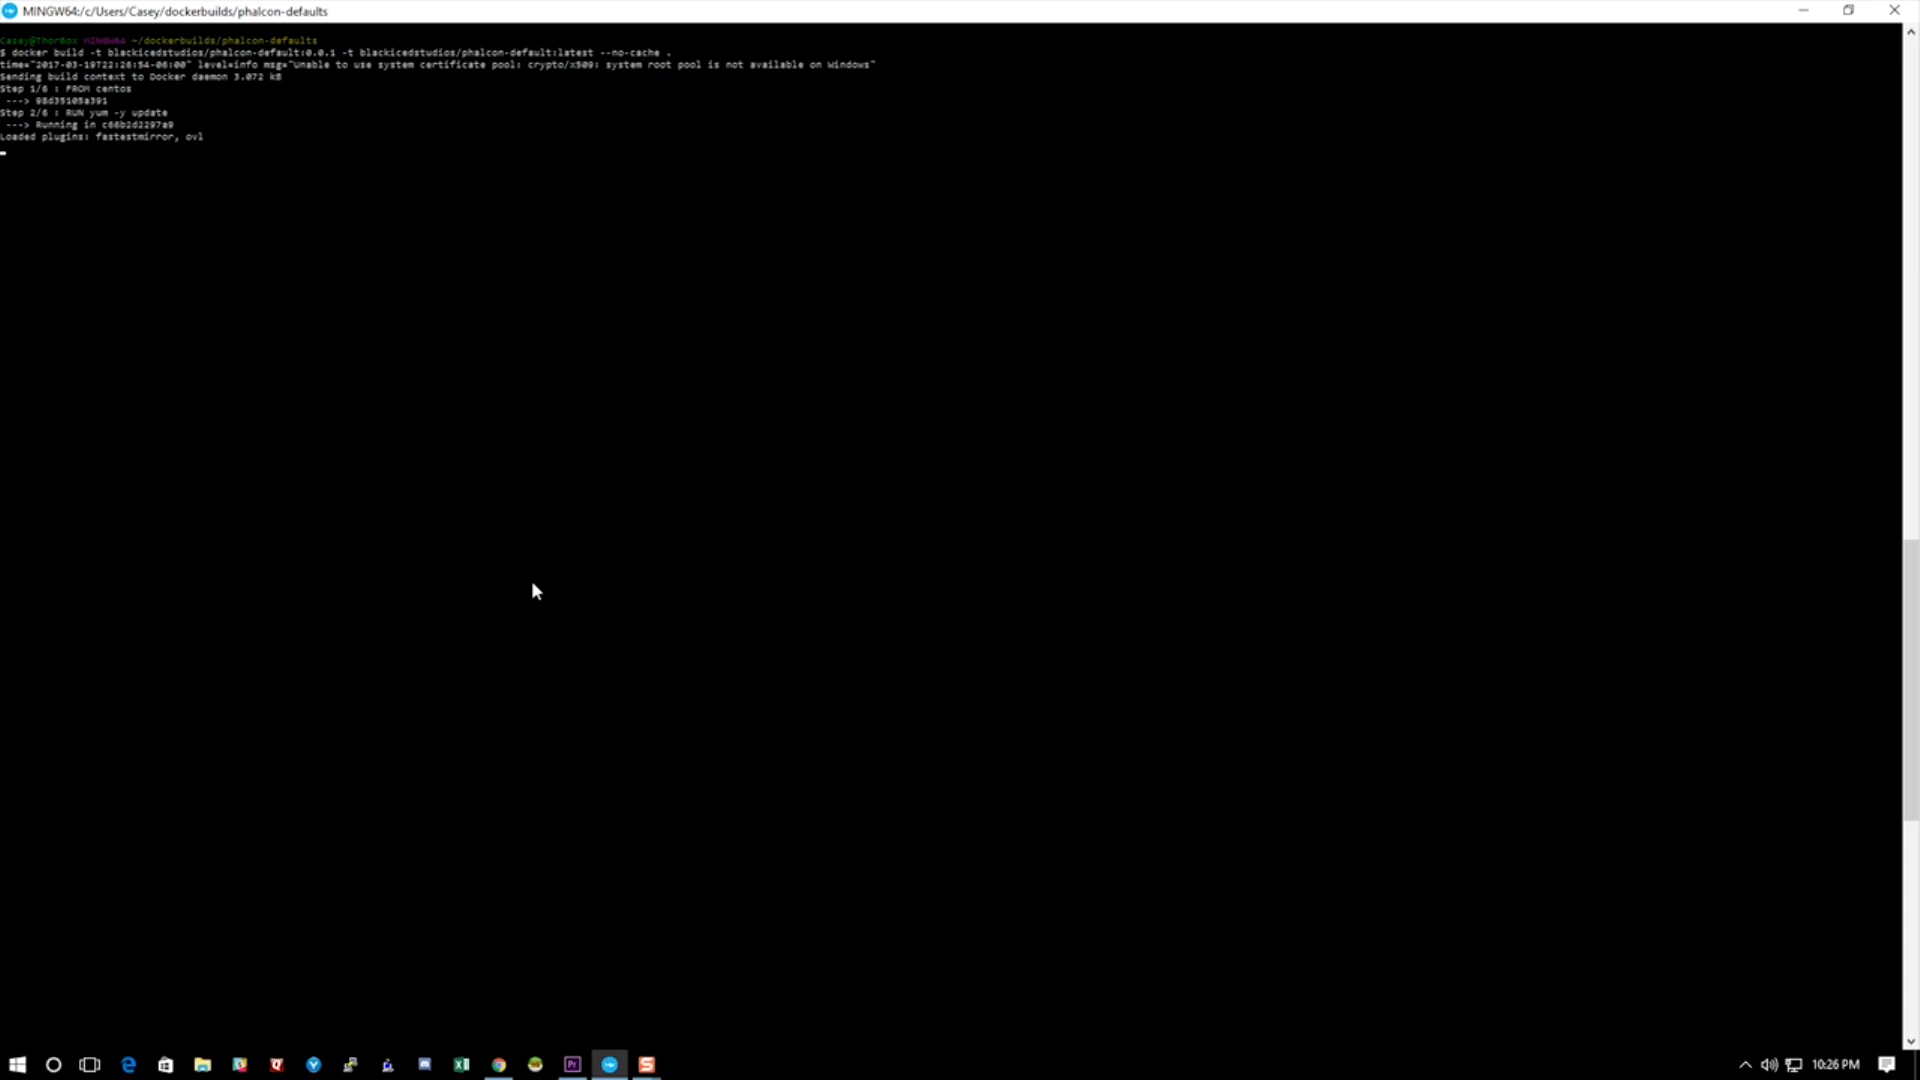 MINGW64:/c/Users/Casey/dockerbuilds/phalcon-defaults
Casey@ThorBox MINGW64 ~/dockerbuilds/phalcon-defaults
$ docker build -t blackicedstudios/phalcon-default:0.0.1 -t blackicedstudios/phalcon-default:latest --no-cache .
time="2017-03-19T22:26:54-06:00" level=info msg="Unable to use system certificate pool: crypto/x509: system root pool is not available on Windows"
Sending build context to Docker daemon 3.072 kB
Step 1/6 : FROM centos
---> 98d35105a391
Step 2/6 : RUN yum -y update
---> Running in c66b2d2297a9
Loaded plugins: fastestmirror, ovl
10:26 PM